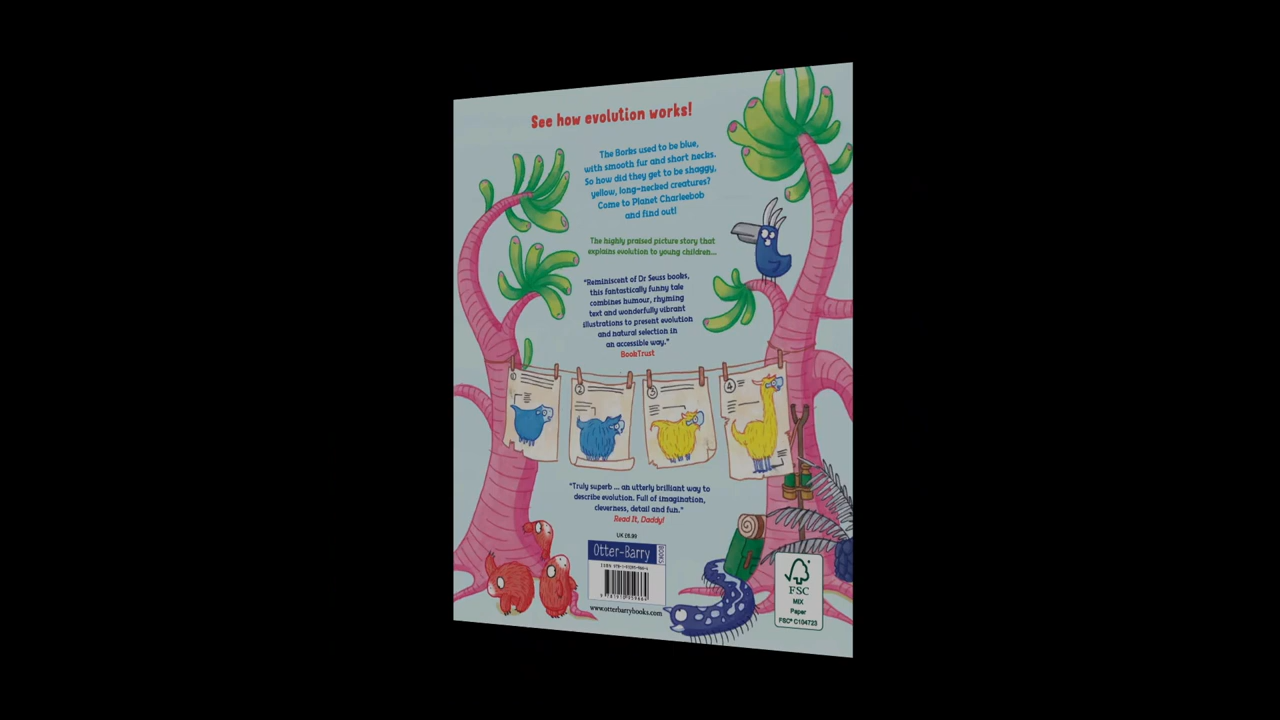 See how evolution works!
The Borks used to be blue,
with smooth fur and short necks.
So how did they get to be shaggy,
yellow, long-necked creatures?
Come to Planet Charleebob
and find out!
The highly praised picture story that
explains evolution to young children...
"Reminiscent of Dr Seuss books,
this fantastically funny tale
combines humour, rhyming
text and wonderfully vibrant
illustrations to present evolution
and natural selection in
an accessible way."
BookTrust
1
2
3
4
"Truly superb ... an utterly brilliant way to
describe evolution. Full of imagination,
cleverness, detail and fun."
Read It, Daddy!
UK £6.99
Otter-Barry
BOOKS
www.otterbarrybooks.com
FSC
MIX
Paper
FSC® C104723